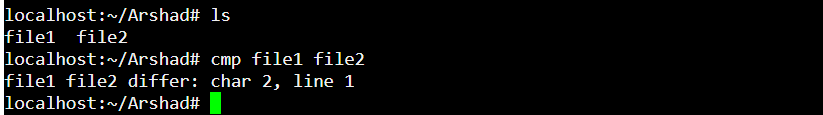 localhost:~/Arshad# ls
file1  file2
localhost:~/Arshad# cmp file1 file2
file1 file2 differ: char 2, line 1
localhost:~/Arshad#